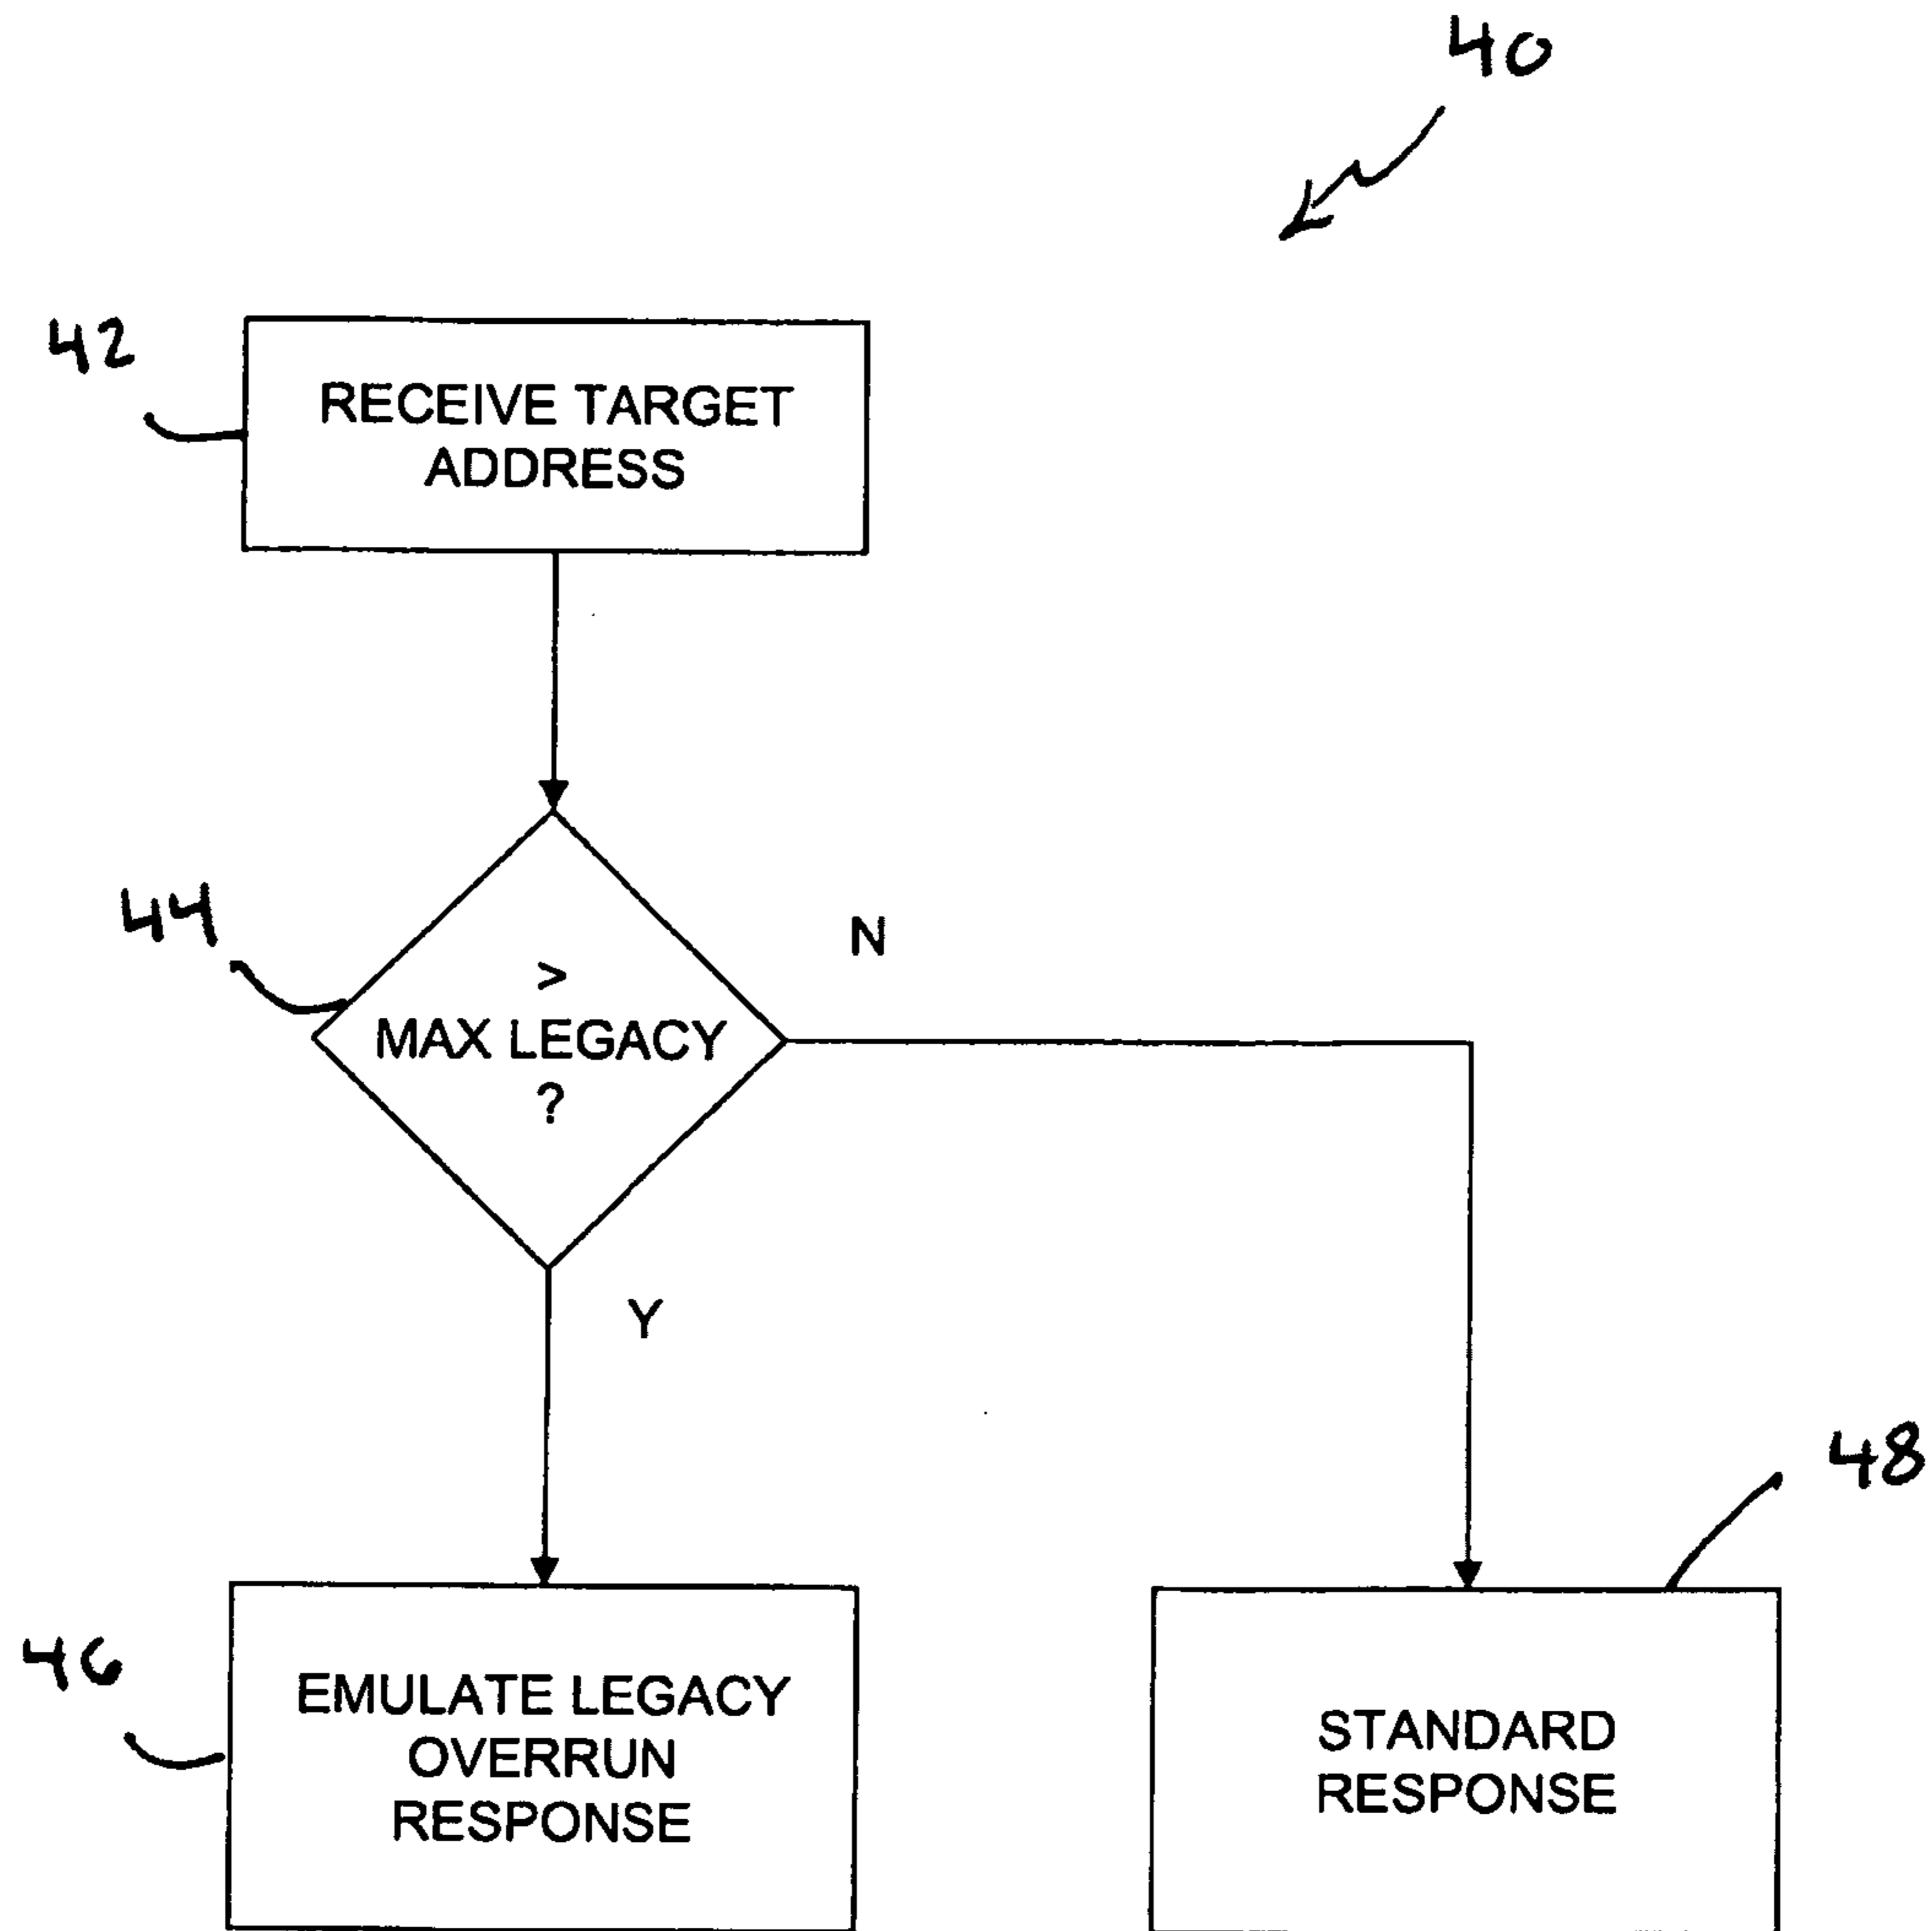 40
42
RECEIVE TARGET
ADDRESS
44
N
>
MAX LEGACY
?
Y
48
46
EMULATE LEGACY
OVERRUN
RESPONSE
STANDARD
RESPONSE